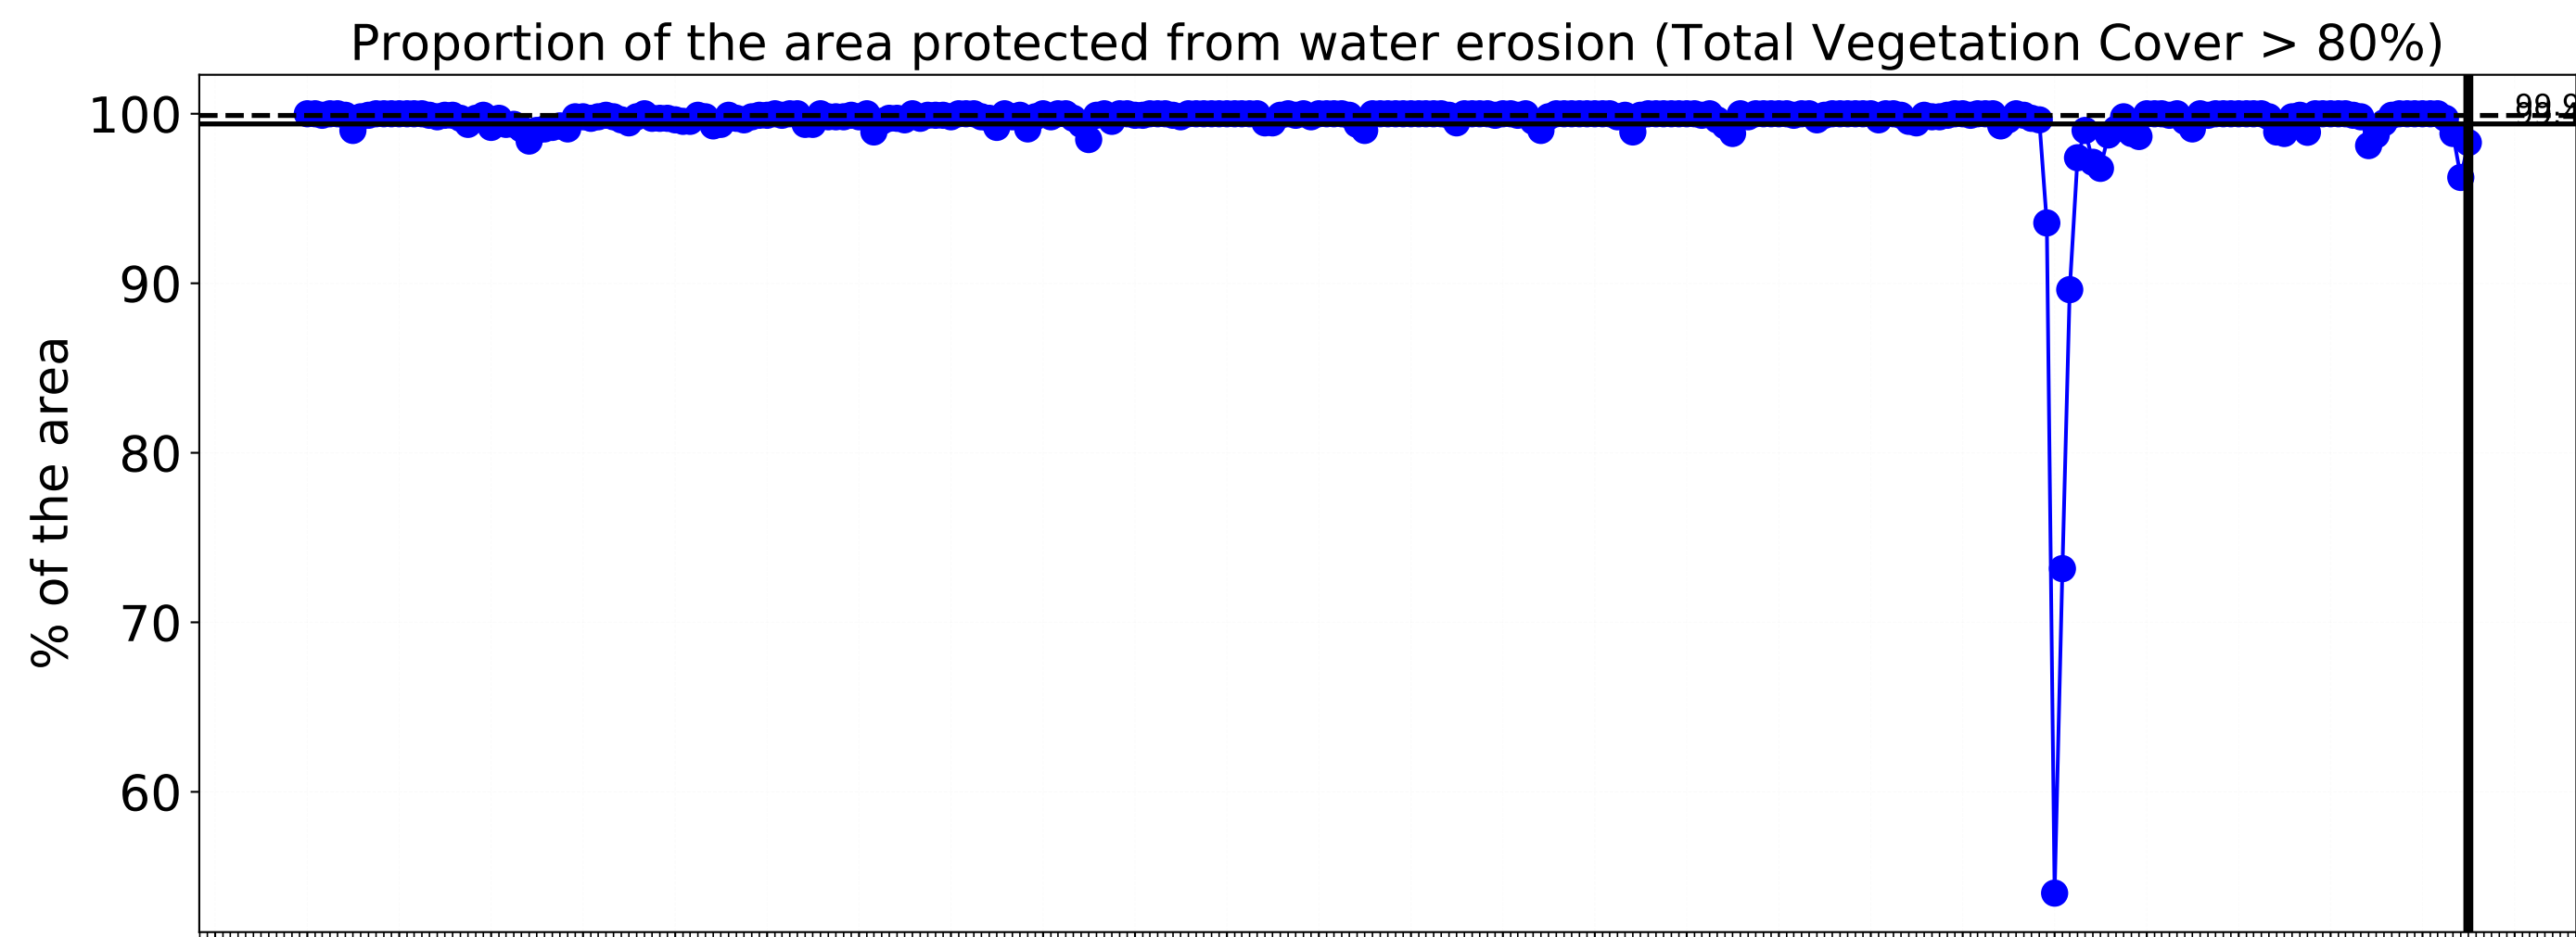 Proportion of the area protected from water erosion (Total Vegetation Cover > 80%)
100
90
80
70
60
% of the area